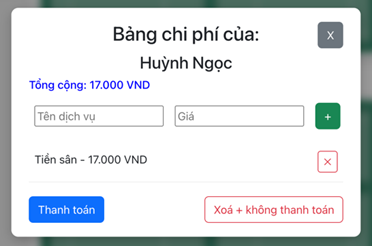 Bảng chi phí của:
X
Huỳnh Ngọc
Tổng cộng: 17.000 VND
Tên dịch vụ
Giá
+
Tiền sân - 17.000 VND
×
Thanh toán
Xoá + không thanh toán